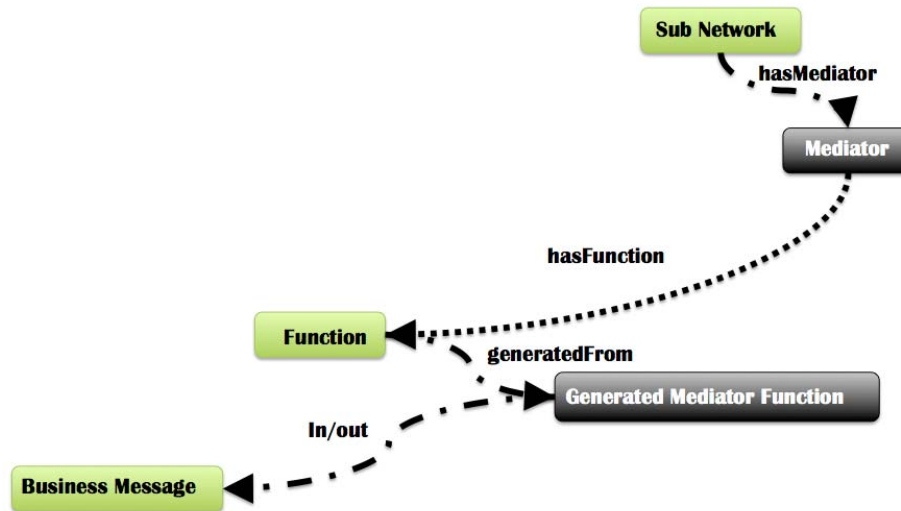 Sub Network
hasMediator
Mediator
hasFunction
Function
generatedFrom
Generated Mediator Function
In/out
Business Message